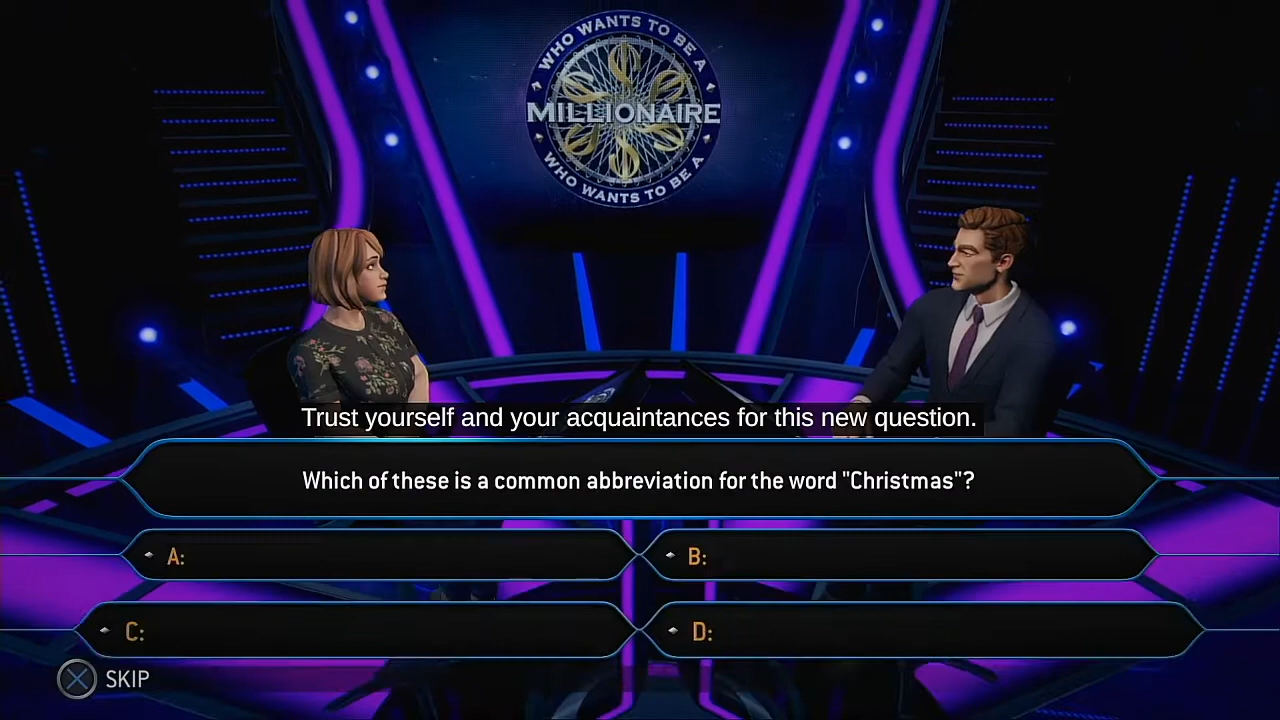 WHO WANTS TO BE A
MILLIONAIRE
WHO WANTS TO BE A
Trust yourself and your acquaintances for this new question.
Which of these is a common abbreviation for the word "Christmas"?
A:
B:
C:
D:
SKIP